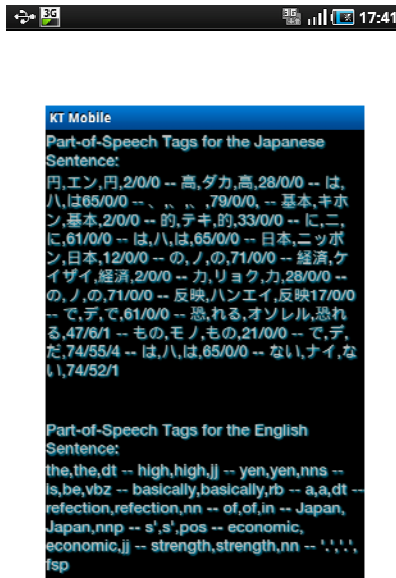 3G 3G 17:41
KT Mobile
Part-of-Speech Tags for the Japanese
Sentence:
円,エン,円,2/0/0 -- 高,ダカ,高,28/0/0 -- は,
ハ,は65/0/0 -- 、,、,、,79/0/0, -- 基本,キホ
ン,基本,2/0/0 -- 的,テキ,的,33/0/0 -- に,ニ,
に,61/0/0 -- は,ハ,は,65/0/0 -- 日本,ニッポ
ン,日本,12/0/0 -- の,ノ,の,71/0/0 -- 経済,ケ
イザイ,経済,2/0/0 -- 力,リョク,力,28/0/0 --
の,ノ,の,71/0/0 -- 反映,ハンエイ,反映17/0/0
-- で,デ,で,61/0/0 -- 恐,れる,オソレル,恐れ
る,47/6/1 -- もの,モノ,もの,21/0/0 -- で,デ,
だ,74/55/4 -- は,ハ,は,65/0/0 -- ない,ナイ,な
い,74/52/1
Part-of-Speech Tags for the English
Sentence:
the,the,dt -- high,high,jj -- yen,yen,nns --
is,be,vbz -- basically,basically,rb -- a,a,dt --
refection,refection,nn -- of,of,in -- Japan,
Japan,nnp -- s',s',pos -- economic,
economic,jj -- strength,strength,nn -- '.','.',
fsp